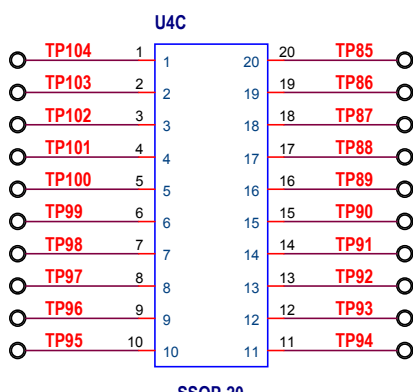 U4C
TP104 1 1 20 20 TP85
TP103 2 2 19 19 TP86
TP102 3 3 18 18 TP87
TP101 4 4 17 17 TP88
TP100 5 5 16 16 TP89
TP99 6 6 15 15 TP90
TP98 7 7 14 14 TP91
TP97 8 8 13 13 TP92
TP96 9 9 12 12 TP93
TP95 10 10 11 11 TP94
SSOP-20